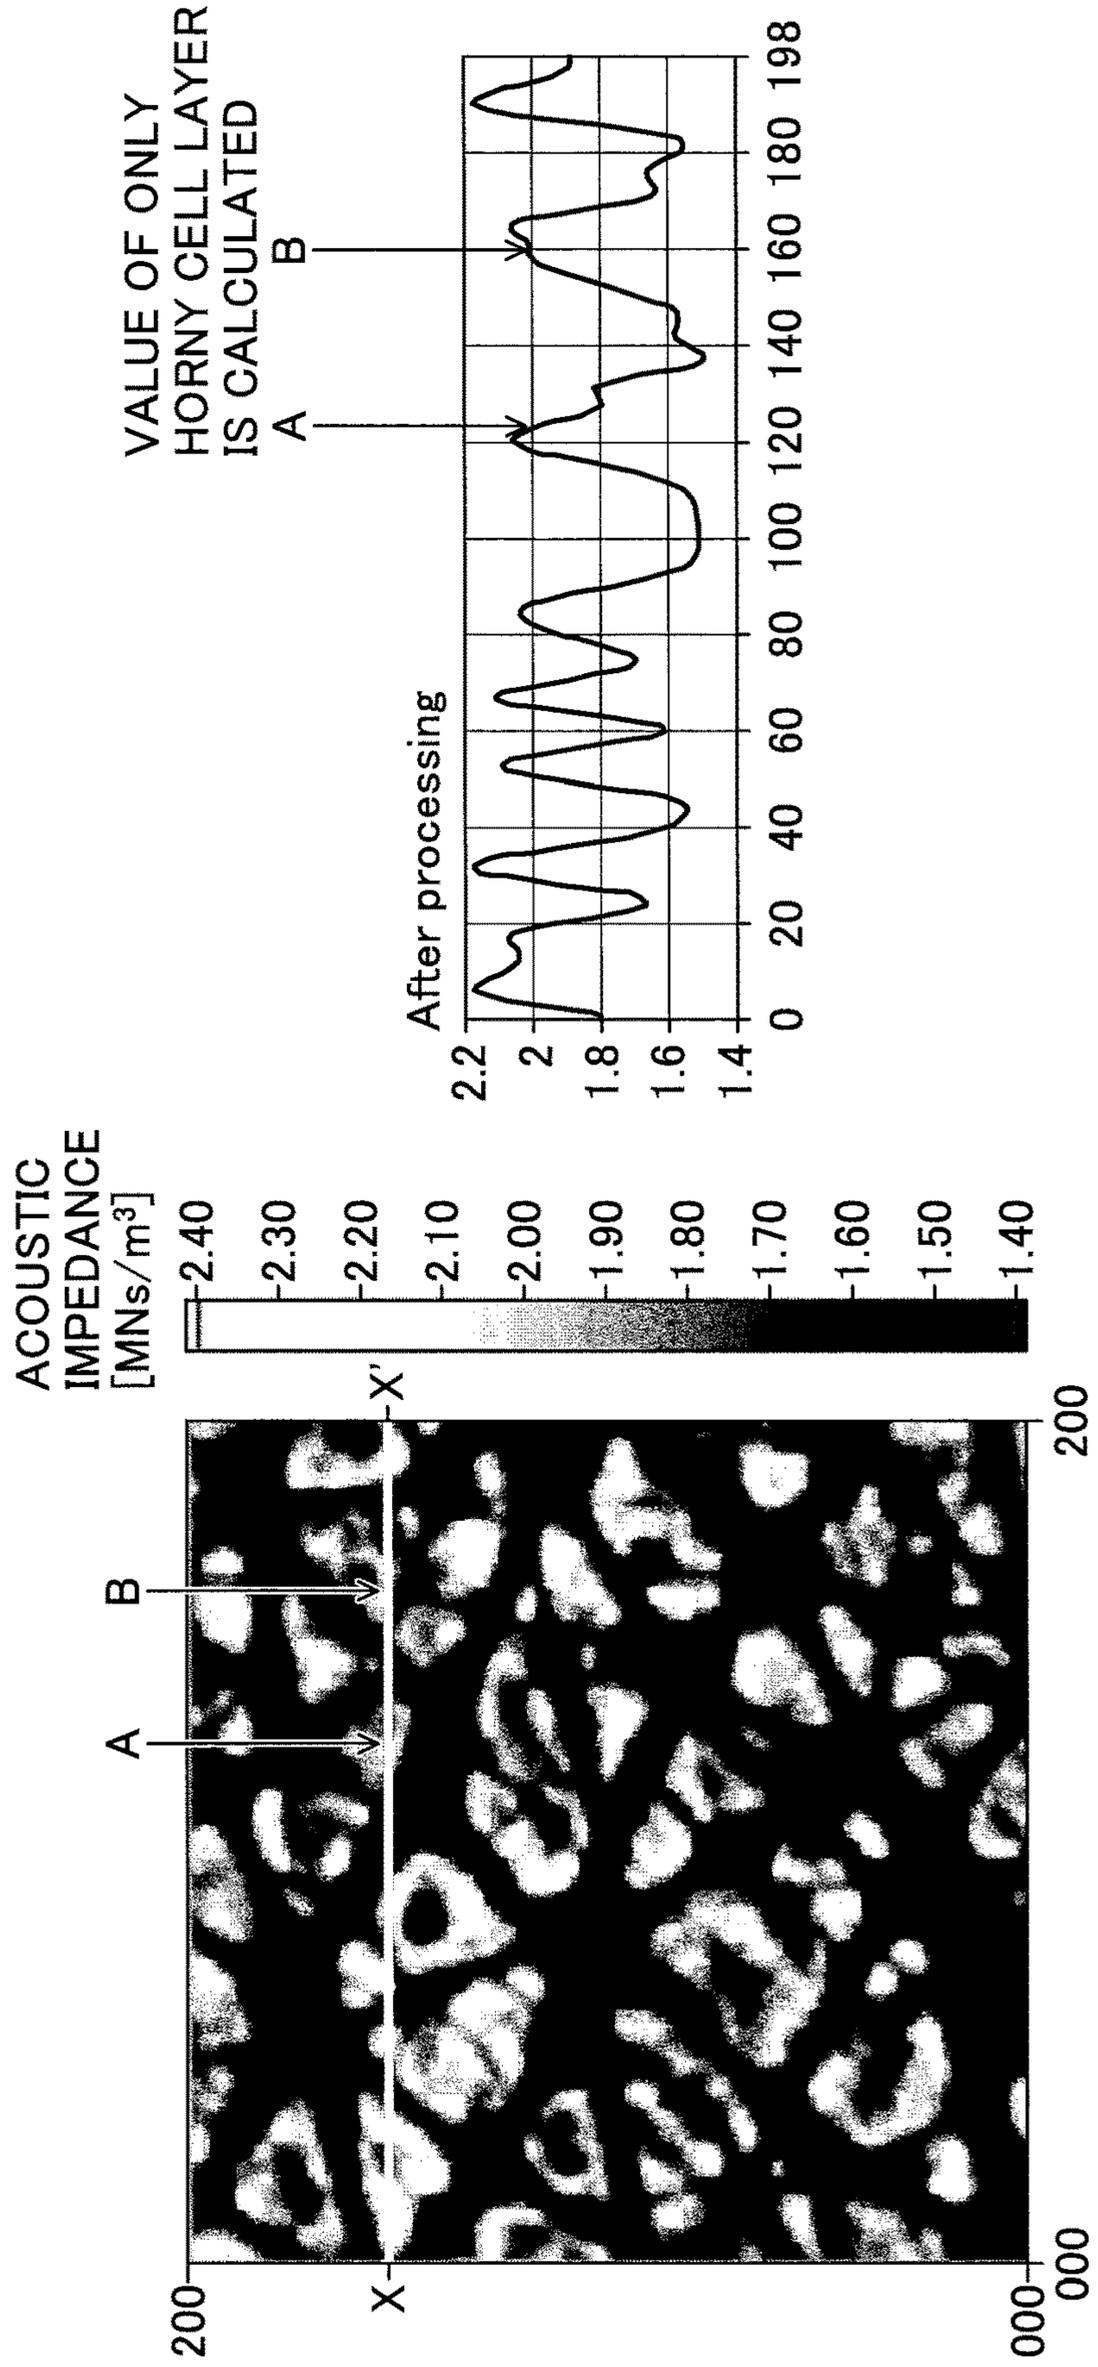 ACOUSTIC
IMPEDANCE
[MNs/m³]
A
B
200
X
X'
000
000
200
2.40
2.30
2.20
2.10
2.00
1.90
1.80
1.70
1.60
1.50
1.40
VALUE OF ONLY
HORNY CELL LAYER
IS CALCULATED
A
B
After processing
2.2
2
1.8
1.6
1.4
0 20 40 60 80 100 120 140 160 180 198